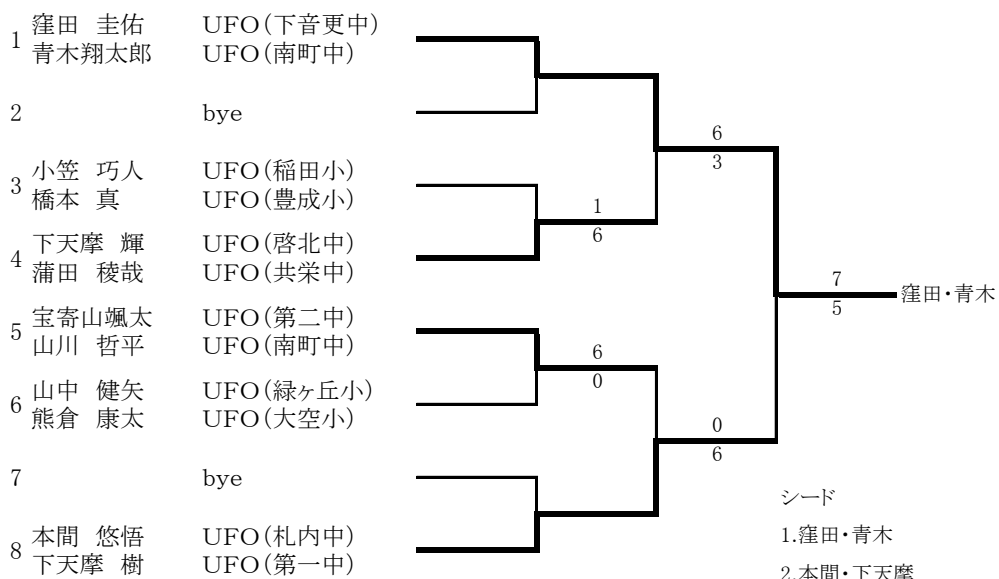 1 窪田 圭佑 UFO(下音更中)
青木翔太郎 UFO(南町中)
2 bye
3 小笠 巧人 UFO(稲田小)
橋本 真 UFO(豊成小)
4 下天摩 輝 UFO(啓北中)
蒲田 稜哉 UFO(共栄中)
5 宝寄山颯太 UFO(第二中)
山川 哲平 UFO(南町中)
6 山中 健矢 UFO(緑ヶ丘小)
熊倉 康太 UFO(大空小)
7 bye
8 本間 悠悟 UFO(札内中)
下天摩 樹 UFO(第一中)
1
6
6
0
6
3
0
6
7
5
窪田・青木
シード
1.窪田・青木
2.本間・下天摩